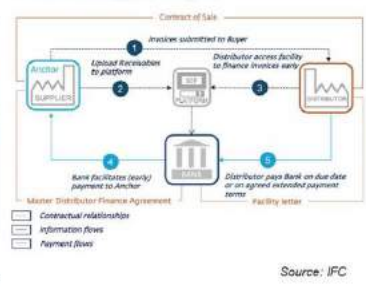 Contract of Sale
1
Invoices submitted to Buyer
Anchor
SUPPLIER
Upload Receivables
to platform
2
SCF
PLATFORM
Distributor access facility
to finance invoices early
3
DISTRIBUTOR
4
BANK
5
Bank facilitates (early)
payment to Anchor
Distributor pays Bank on due date
or on agreed extended payment
terms
Master Distributor Finance Agreement
Facility letter
Contractual relationships
Information flows
Payment flows
Source: IFC